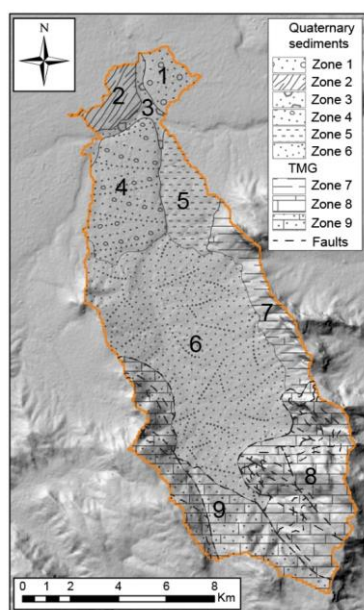 N
Quaternary
sediments
Zone 1
Zone 2
Zone 3
Zone 4
Zone 5
Zone 6
TMG
Zone 7
Zone 8
Zone 9
Faults
1
2
3
4
5
6
7
8
9
0 1 2 4 6 8
Km